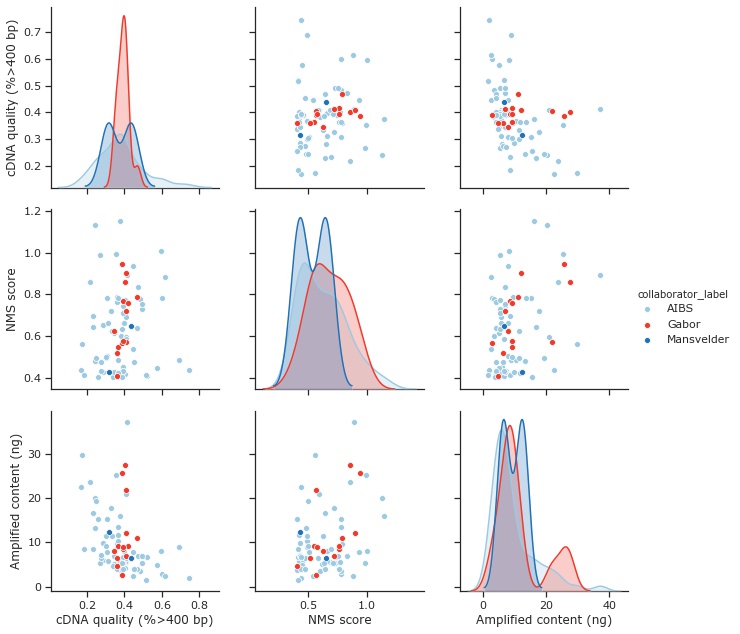 cDNA quality (%>400 bp)
0.7
0.6
0.5
0.4
0.3
0.2
NMS score
1.2
1.0
0.8
0.6
0.4
collaborator_label
AIBS
Gabor
Mansvelder
Amplified content (ng)
30
20
10
0
0.2 0.4 0.6 0.8
0.5 1.0
0 20 40
cDNA quality (%>400 bp)
NMS score
Amplified content (ng)